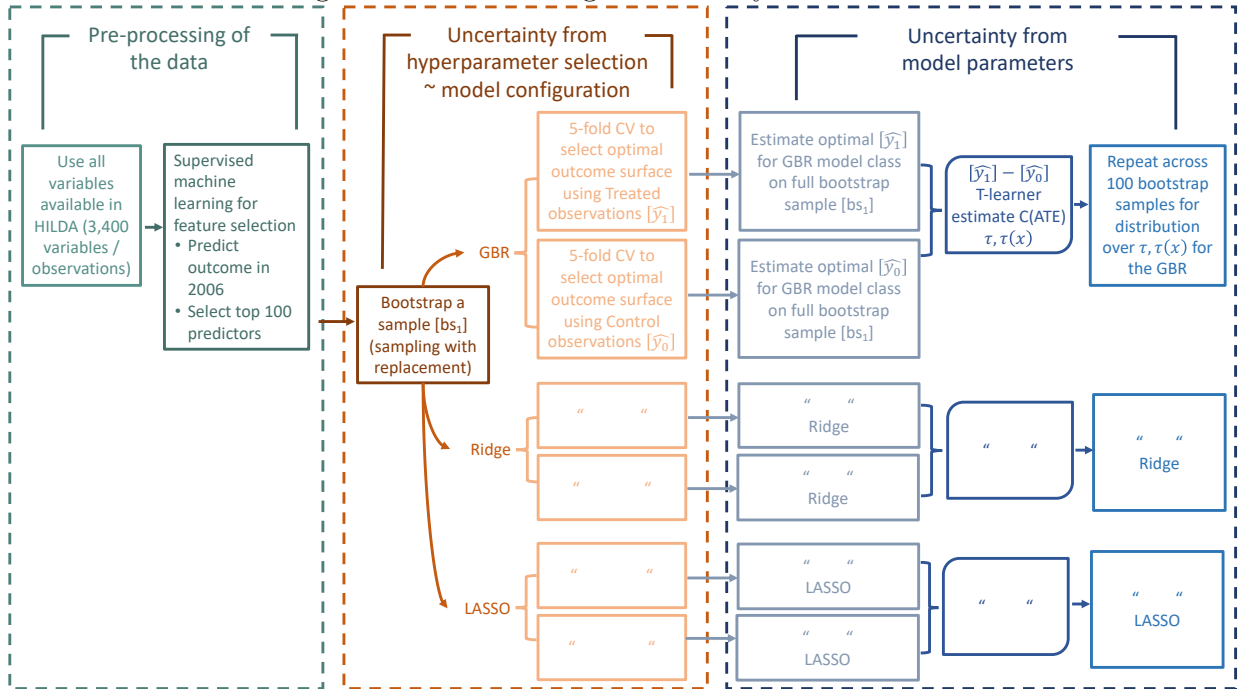 Pre-processing of
the data
Use all
variables
available in
HILDA (3,400
variables /
observations)
Supervised
machine
learning for
feature selection
• Predict
outcome in
2006
• Select top 100
predictors
Uncertainty from
hyperparameter selection
~ model configuration
Bootstrap a
sample [bs₁]
(sampling with
replacement)
GBR
5-fold CV to
select optimal
outcome surface
using Treated
observations [ŷ₁]
5-fold CV to
select optimal
outcome surface
using Control
observations [ŷ₀]
Ridge
“ “
“ “
LASSO
“ “
“ “
Uncertainty from
model parameters
Estimate optimal [ŷ₁]
for GBR model class
on full bootstrap
sample [bs₁]
Estimate optimal [ŷ₀]
for GBR model class
on full bootstrap
sample [bs₁]
[ŷ₁] − [ŷ₀]
T-learner
estimate C(ATE)
τ, τ(x)
Repeat across
100 bootstrap
samples for
distribution
over τ, τ(x) for
the GBR
“ “
Ridge
“ “
Ridge
“ “
“ “
Ridge
“ “
LASSO
“ “
LASSO
“ “
“ “
LASSO